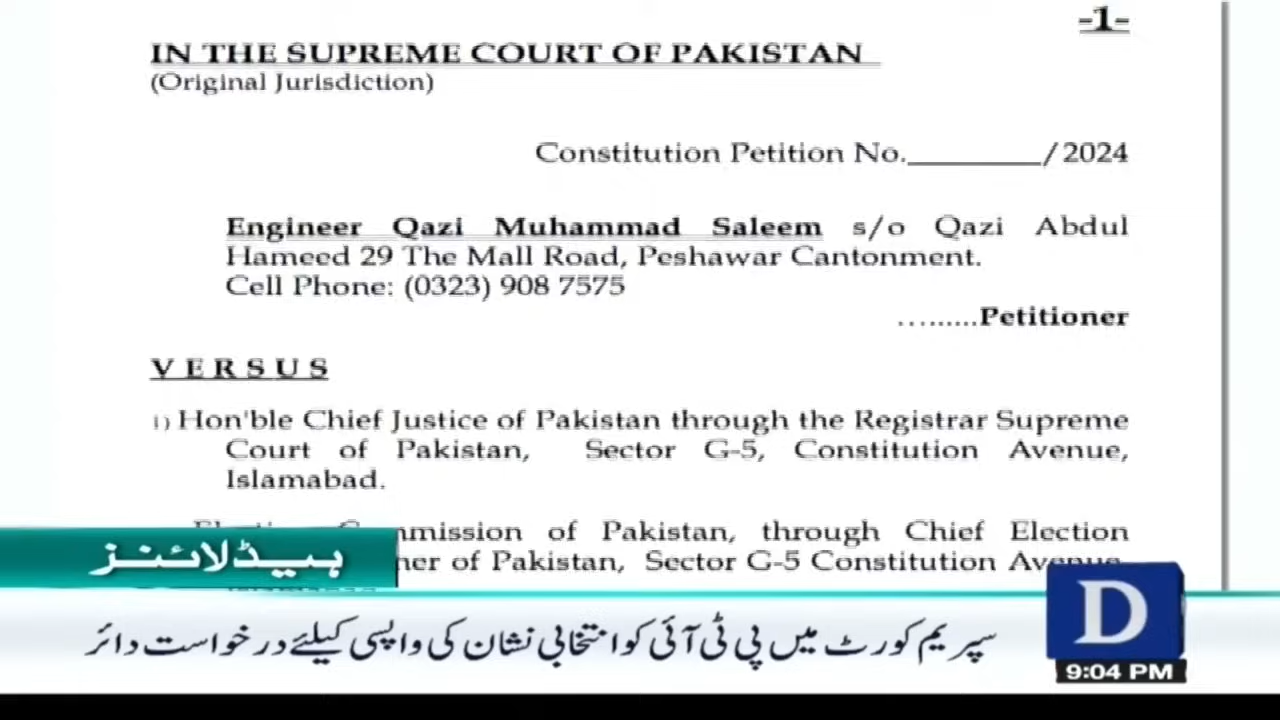 -1-
IN THE SUPREME COURT OF PAKISTAN
(Original Jurisdiction)
Constitution Petition No.________/2024
Engineer Qazi Muhammad Saleem s/o Qazi Abdul
Hameed 29 The Mall Road, Peshawar Cantonment.
Cell Phone: (0323) 908 7575
.........Petitioner
VERSUS
1) Hon'ble Chief Justice of Pakistan through the Registrar Supreme
Court of Pakistan, Sector G-5, Constitution Avenue,
Islamabad.
of Pakistan, through Chief Election
of Pakistan, Sector G-5 Constitution Avenue,
ہیڈلائنز
سپریم کورٹ میں پی ٹی آئی کو انتخابی نشان کی واپسی کیلئے درخواست دائر
D
9:04 PM